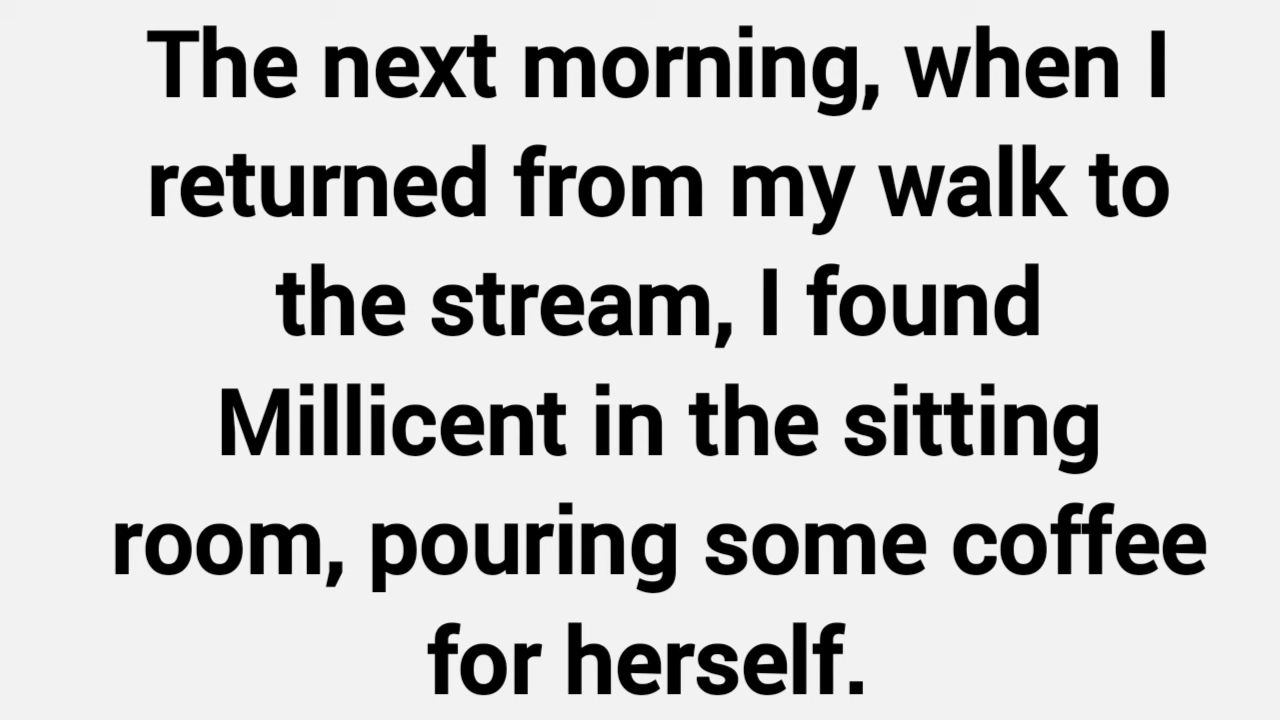 The next morning, when I
returned from my walk to
the stream, I found
Millicent in the sitting
room, pouring some coffee
for herself.